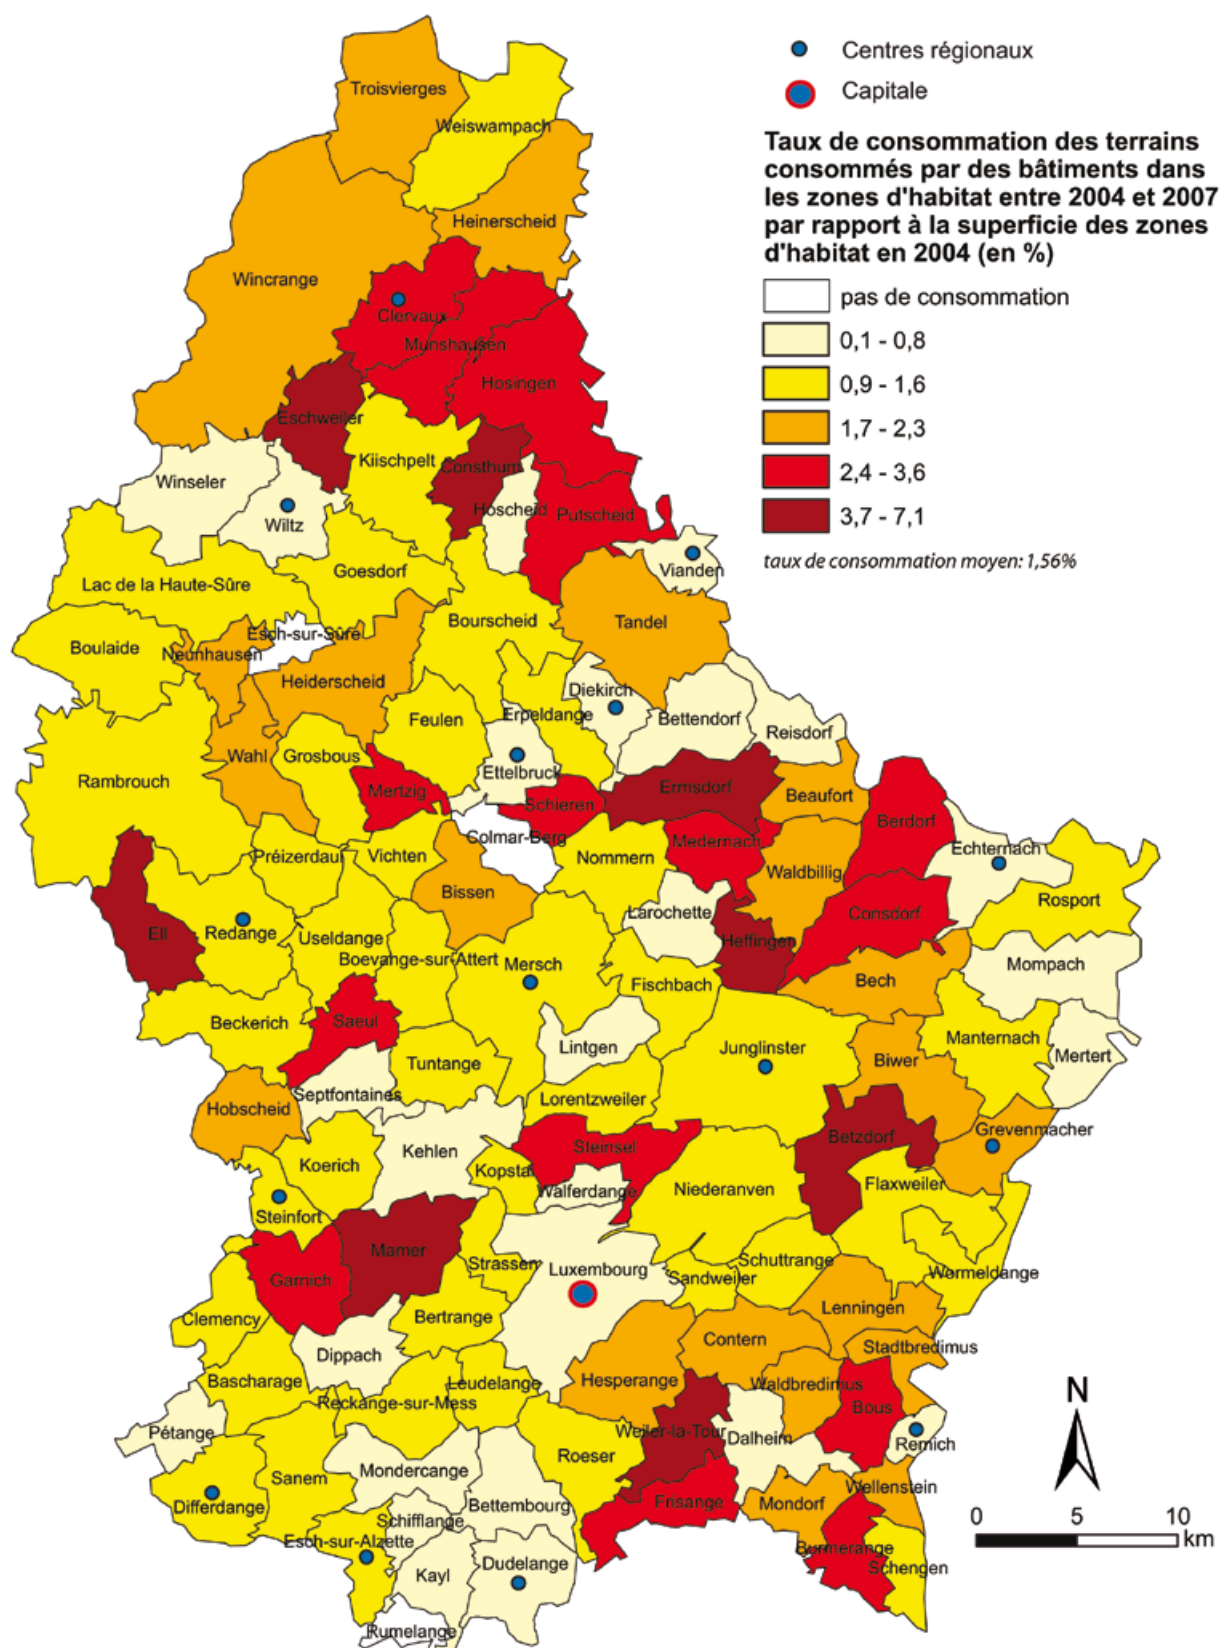 Centres régionaux
Capitale
Taux de consommation des terrains
consommés par des bâtiments dans
les zones d'habitat entre 2004 et 2007
par rapport à la superficie des zones
d'habitat en 2004 (en %)
pas de consommation
0,1 - 0,8
0,9 - 1,6
1,7 - 2,3
2,4 - 3,6
3,7 - 7,1
taux de consommation moyen: 1,56%
Troisvierges
Weiswampach
Heinerscheid
Wincrange
Clervaux
Munshausen
Hosingen
Eschweiler
Kiischpelt
Consthum
Winseler
Wiltz
Hoscheid
Putscheid
Vianden
Goesdorf
Lac de la Haute-Sûre
Bourscheid
Tandel
Esch-sur-Sûre
Boulaide
Neunhausen
Heiderscheid
Diekirch
Feulen
Erpeldange
Bettendorf
Reisdorf
Wahl
Grosbous
Ettelbruck
Rambrouch
Mertzig
Schieren
Ermsdorf
Beaufort
Berdorf
Colmar-Berg
Medernach
Echternach
Préizerdaul
Vichten
Nommern
Waldbillig
Bissen
Rosport
Larochette
Consdorf
Ell
Redange
Useldange
Heffingen
Boevange-sur-Attert
Mersch
Mompach
Fischbach
Bech
Beckerich
Saeul
Manternach
Lintgen
Junglinster
Mertert
Tuntange
Biwer
Septfontaines
Lorentzweiler
Hobscheid
Grevenmacher
Betzdorf
Steinsel
Kehlen
Koerich
Kopstal
Flaxweiler
Walferdange
Niederanven
Steinfort
Mamer
Strassen
Schuttrange
Luxembourg
Wormeldange
Garnich
Sandweiler
Lenningen
Clemency
Bertrange
Contern
Stadtbredimus
Dippach
Bascharage
Hesperange
Waldbredimus
Leudelange
Reckange-sur-Mess
Bous
Weiler-la-Tour
Dalheim
Pétange
Remich
Roeser
Mondercange
Sanem
Wellenstein
Differdange
Bettembourg
Frisange
Mondorf
Schifflange
Esch-sur-Alzette
Burmerange
Dudelange
Schengen
Kayl
Rumelange
N
0 5 10
km